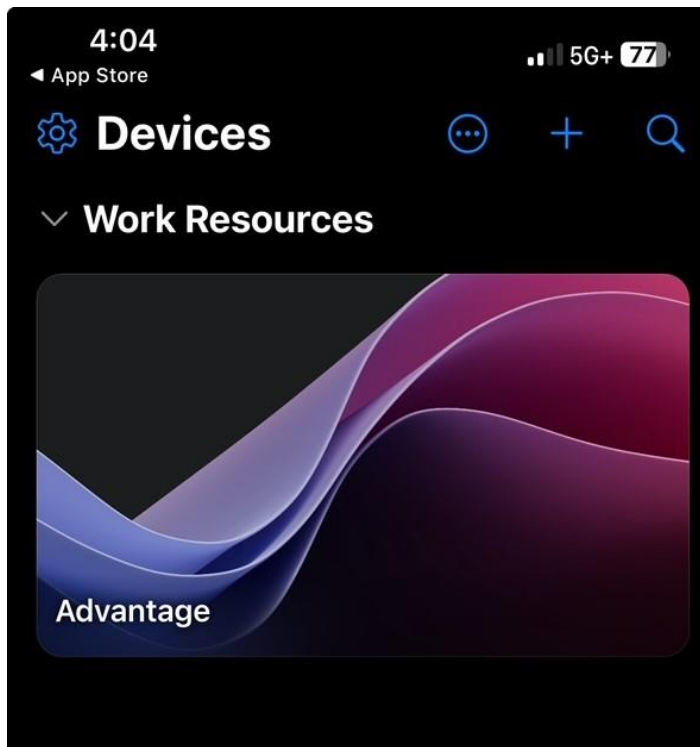 4:04
5G+ 77
◀ App Store
Devices
Work Resources
Advantage